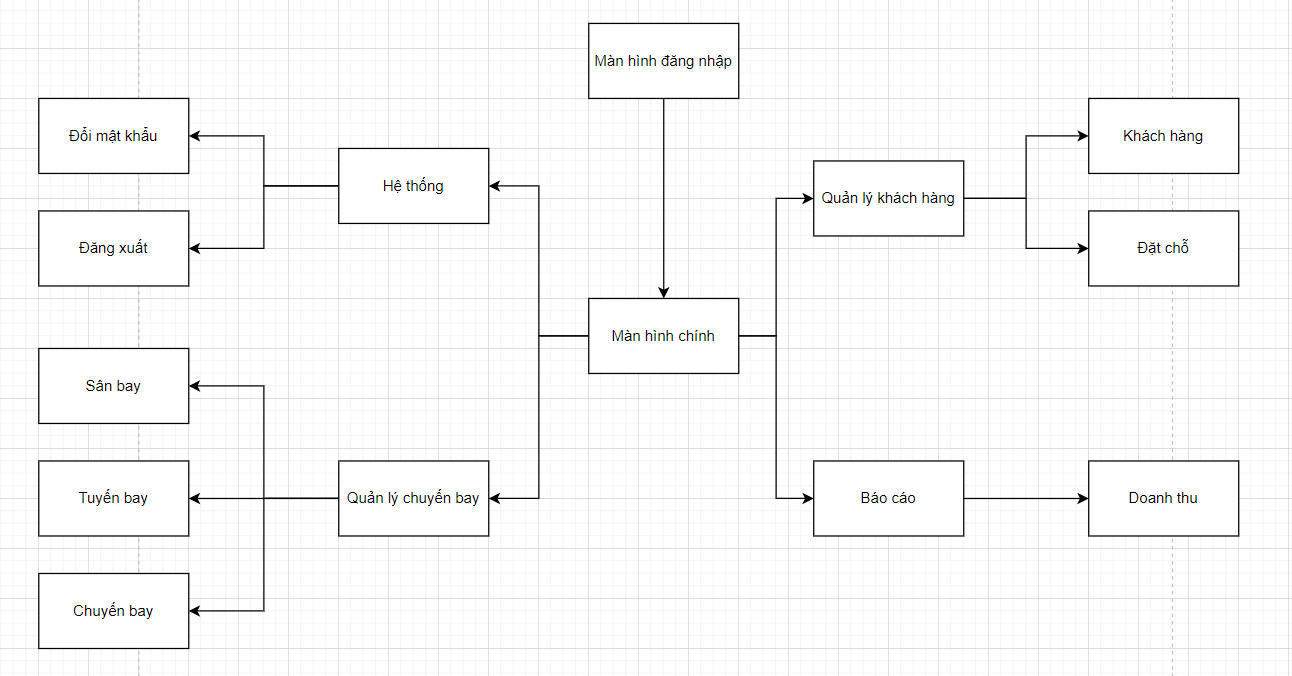 Màn hình đăng nhập
Đổi mật khẩu
Khách hàng
Hệ thống
Quản lý khách hàng
Đăng xuất
Đặt chỗ
Màn hình chính
Sân bay
Tuyến bay
Quản lý chuyến bay
Báo cáo
Doanh thu
Chuyến bay